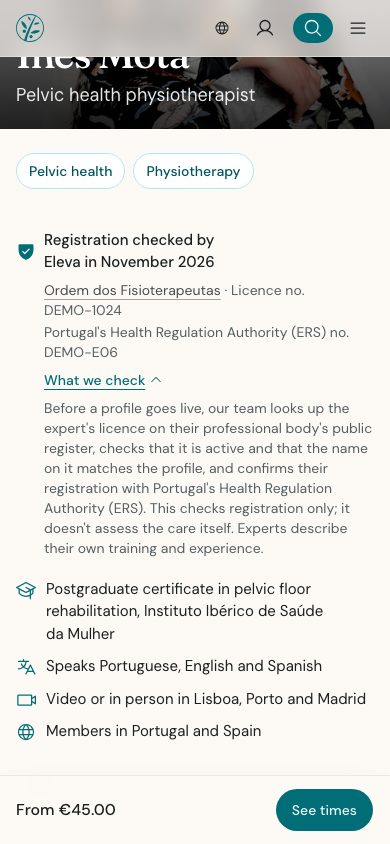 Inês Mota
Pelvic health physiotherapist
Pelvic health
Physiotherapy
Registration checked by
Eleva in November 2026
Ordem dos Fisioterapeutas · Licence no.
DEMO-1024
Portugal's Health Regulation Authority (ERS) no.
DEMO-E06
What we check
Before a profile goes live, our team looks up the
expert's licence on their professional body's public
register, checks that it is active and that the name
on it matches the profile, and confirms their
registration with Portugal's Health Regulation
Authority (ERS). This checks registration only; it
doesn't assess the care itself. Experts describe
their own training and experience.
Postgraduate certificate in pelvic floor
rehabilitation, Instituto Ibérico de Saúde
da Mulher
Speaks Portuguese, English and Spanish
Video or in person in Lisboa, Porto and Madrid
Members in Portugal and Spain
From €45.00
See times